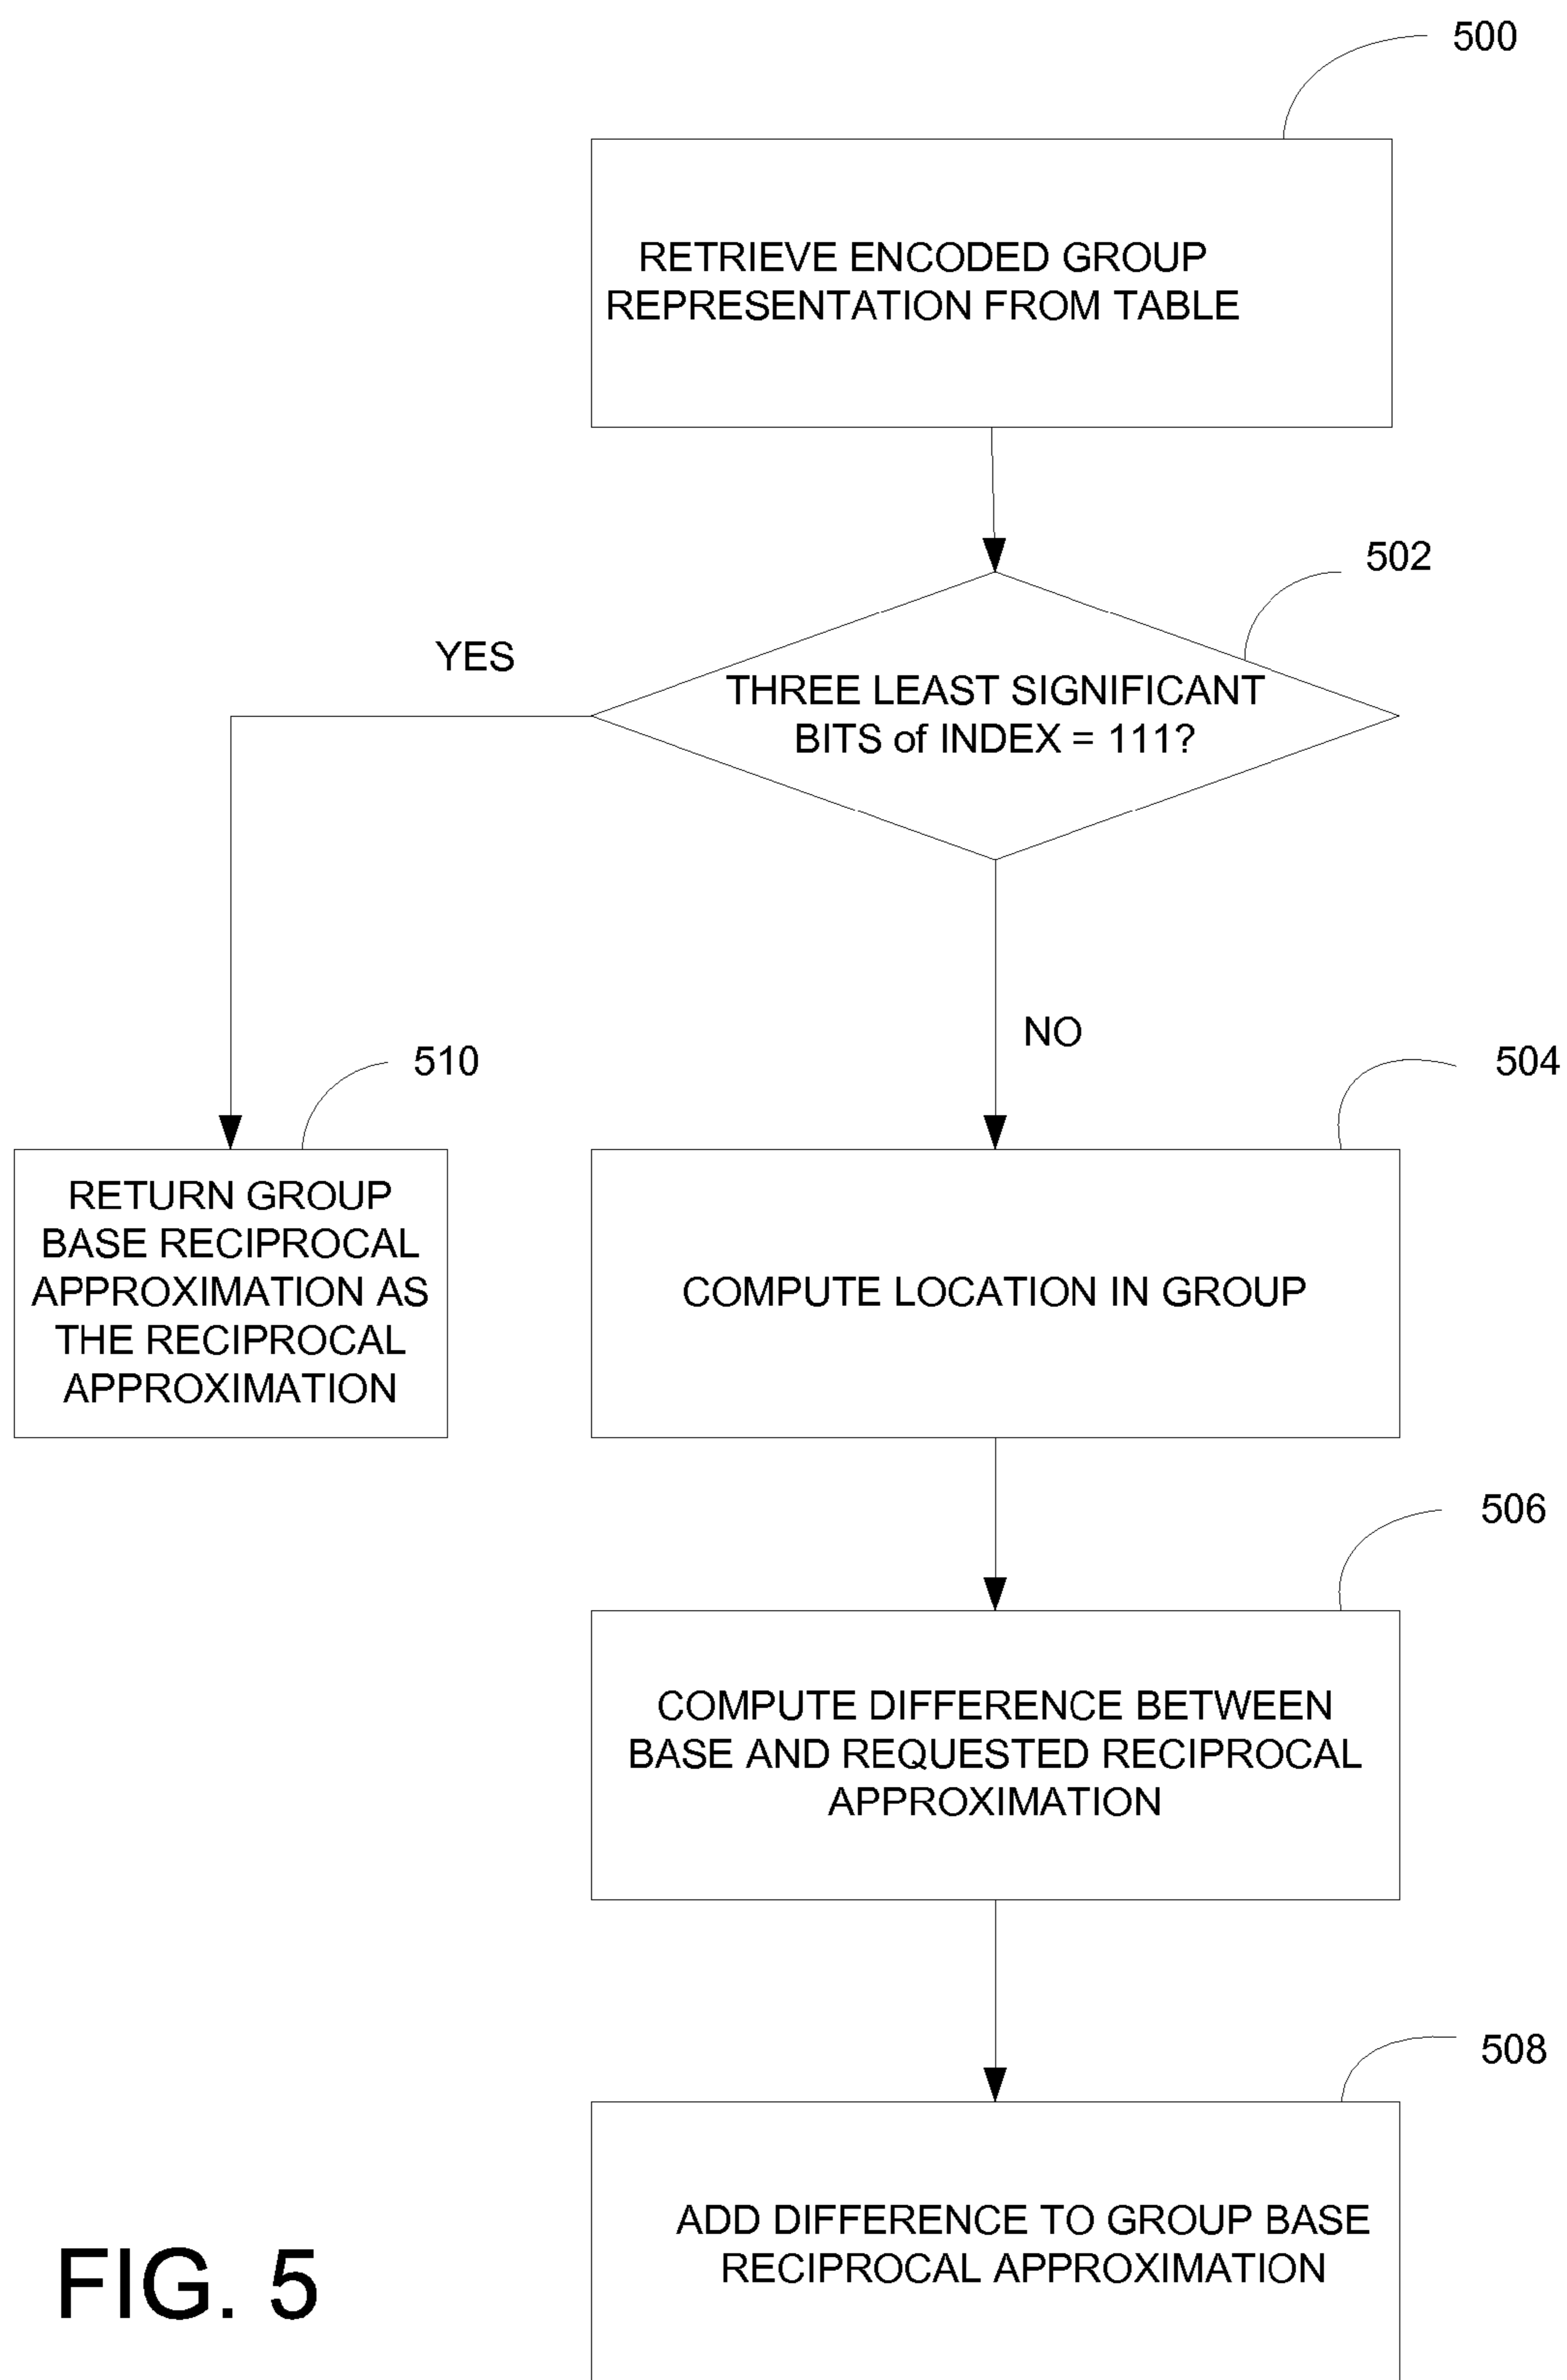 500
RETRIEVE ENCODED GROUP
REPRESENTATION FROM TABLE
502
YES
THREE LEAST SIGNIFICANT
BITS of INDEX = 111?
NO
510
504
RETURN GROUP
BASE RECIPROCAL
APPROXIMATION AS
THE RECIPROCAL
APPROXIMATION
COMPUTE LOCATION IN GROUP
506
COMPUTE DIFFERENCE BETWEEN
BASE AND REQUESTED RECIPROCAL
APPROXIMATION
508
ADD DIFFERENCE TO GROUP BASE
RECIPROCAL APPROXIMATION
FIG. 5